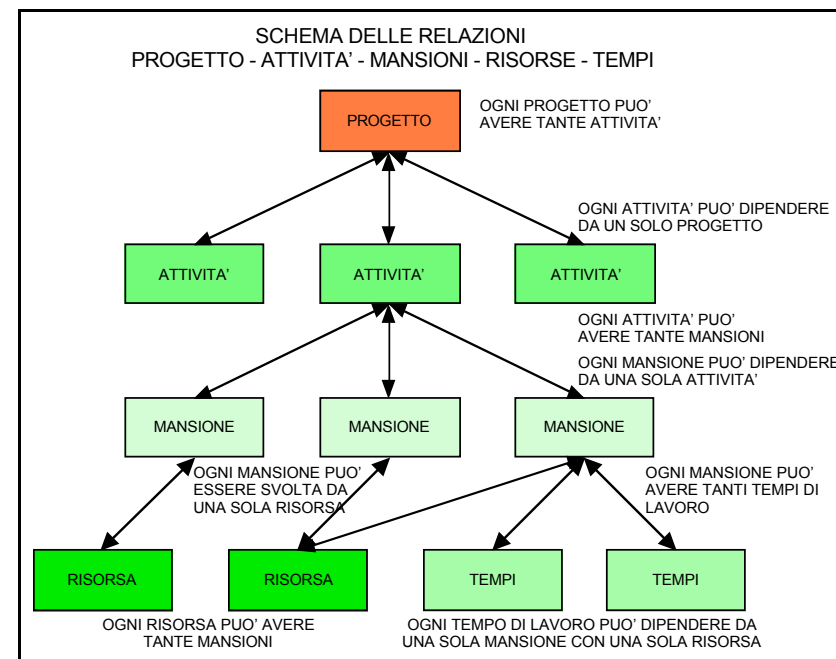 SCHEMA DELLE RELAZIONI
PROGETTO - ATTIVITA’ - MANSIONI - RISORSE - TEMPI
PROGETTO
OGNI PROGETTO PUO’
AVERE TANTE ATTIVITA’
OGNI ATTIVITA’ PUO’ DIPENDERE
DA UN SOLO PROGETTO
ATTIVITA’
ATTIVITA’
ATTIVITA’
OGNI ATTIVITA’ PUO’
AVERE TANTE MANSIONI
OGNI MANSIONE PUO’ DIPENDERE
DA UNA SOLA ATTIVITA’
MANSIONE
MANSIONE
MANSIONE
OGNI MANSIONE PUO’
ESSERE SVOLTA DA
UNA SOLA RISORSA
OGNI MANSIONE PUO’
AVERE TANTI TEMPI DI
LAVORO
RISORSA
RISORSA
TEMPI
TEMPI
OGNI RISORSA PUO’ AVERE
TANTE MANSIONI
OGNI TEMPO DI LAVORO PUO’ DIPENDERE DA
UNA SOLA MANSIONE CON UNA SOLA RISORSA